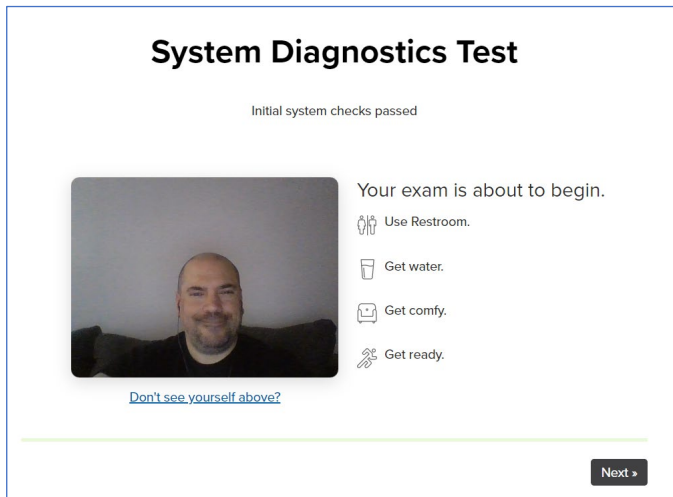 System Diagnostics Test
Initial system checks passed
Your exam is about to begin.
Use Restroom.
Get water.
Get comfy.
Get ready.
Don't see yourself above?
Next »